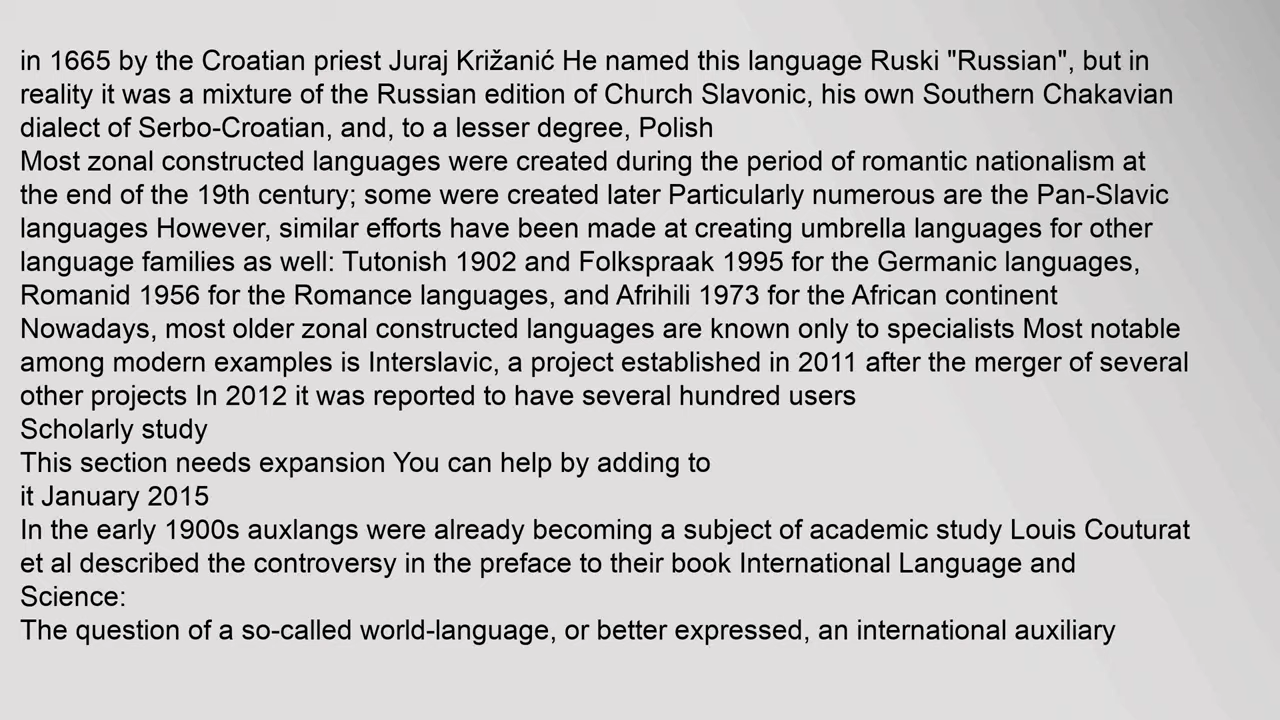 in 1665 by the Croatian priest Juraj Križanić He named this language Ruski "Russian", but in
reality it was a mixture of the Russian edition of Church Slavonic, his own Southern Chakavian
dialect of Serbo-Croatian, and, to a lesser degree, Polish
Most zonal constructed languages were created during the period of romantic nationalism at
the end of the 19th century; some were created later Particularly numerous are the Pan-Slavic
languages However, similar efforts have been made at creating umbrella languages for other
language families as well: Tutonish 1902 and Folkspraak 1995 for the Germanic languages,
Romanid 1956 for the Romance languages, and Afrihili 1973 for the African continent
Nowadays, most older zonal constructed languages are known only to specialists Most notable
among modern examples is Interslavic, a project established in 2011 after the merger of several
other projects In 2012 it was reported to have several hundred users
Scholarly study
This section needs expansion You can help by adding to
it January 2015
In the early 1900s auxlangs were already becoming a subject of academic study Louis Couturat
et al described the controversy in the preface to their book International Language and
Science:
The question of a so-called world-language, or better expressed, an international auxiliary